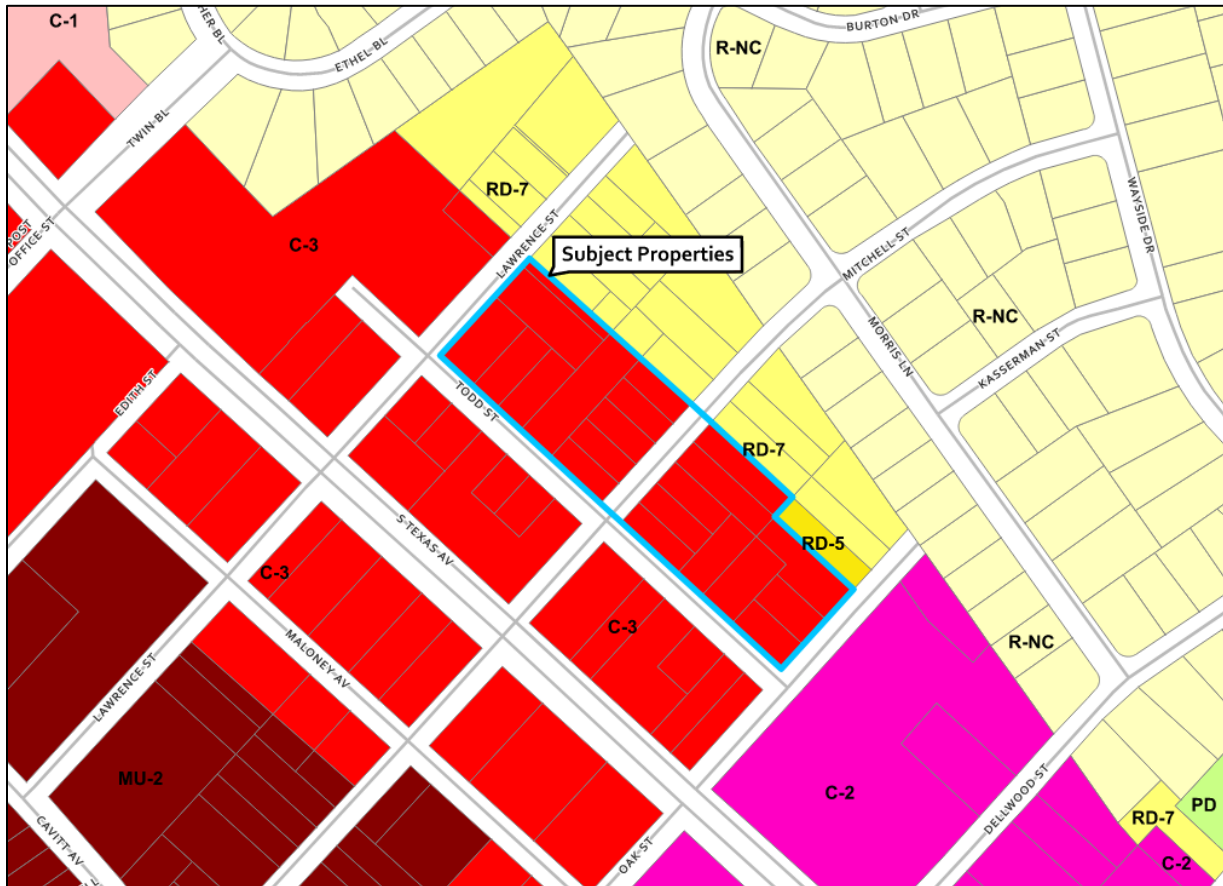 C-1
HER BL
ETHEL BL
BURTON DR
R-NC
TWIN BL
WAYSIDE DR
RD-7
LAWRENCE ST
POST
OFFICE ST
C-3
Subject Properties
MITCHELL ST
R-NC
MORRIS LN
KASSERMAN ST
EDITH ST
TODD ST
RD-7
S TEXAS AV
RD-5
C-3
C-3
MALONEY AV
R-NC
LAWRENCE ST
MU-2
C-2
DELLWOOD ST
PD
RD-7
CAVITT AV
OAK ST
C-2